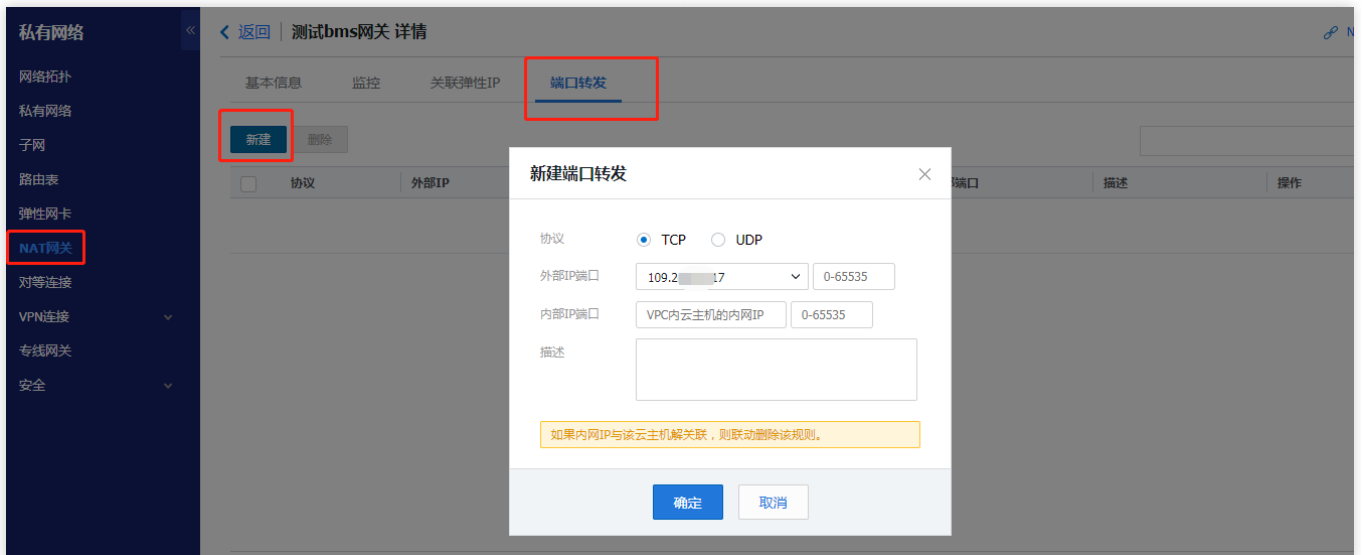 私有网络
«
返回
测试bms网关 详情
N
网络拓扑
私有网络
子网
路由表
弹性网卡
NAT网关
对等连接
VPN连接
专线网关
安全
基本信息
监控
关联弹性IP
端口转发
新建
删除
协议
外部IP
端口
描述
操作
新建端口转发
协议
TCP
UDP
外部IP端口
109.2
17
0-65535
内部IP端口
VPC内云主机的内网IP
0-65535
描述
如果内网IP与该云主机解关联，则联动删除该规则。
确定
取消